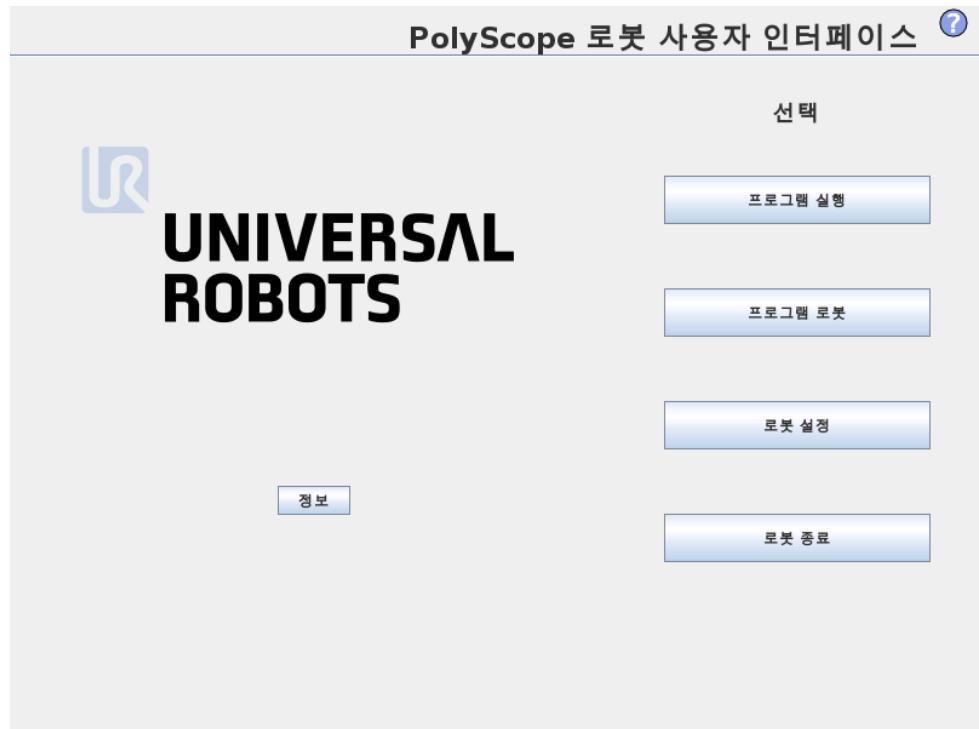 PolyScope 로봇 사용자 인터페이스
?
선택
UR
UNIVERSAL
ROBOTS
프로그램 실행
프로그램 로봇
로봇 설정
정보
로봇 종료